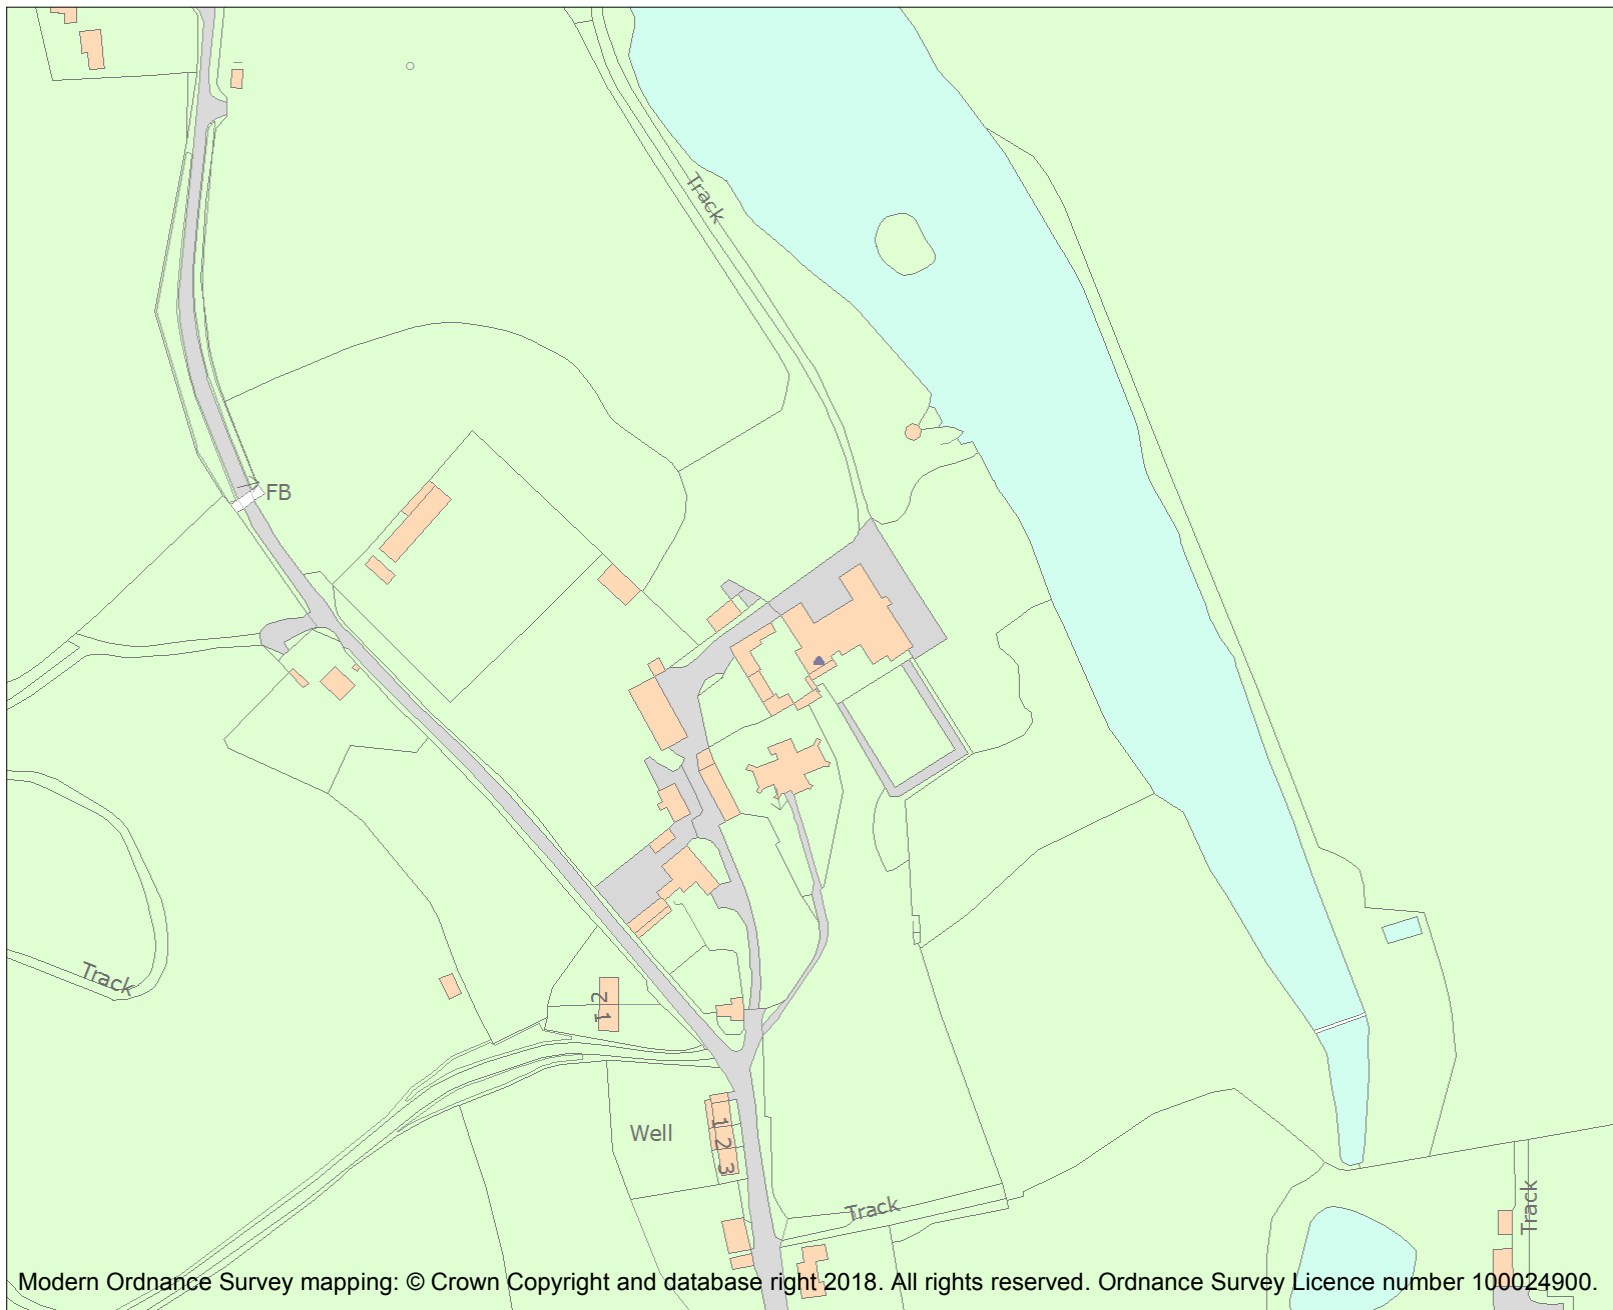 Track
FB
Track
2
1
Well
1
2
3
Track
Track
Modern Ordnance Survey mapping: © Crown Copyright and database right 2018. All rights reserved. Ordnance Survey Licence number 100024900.